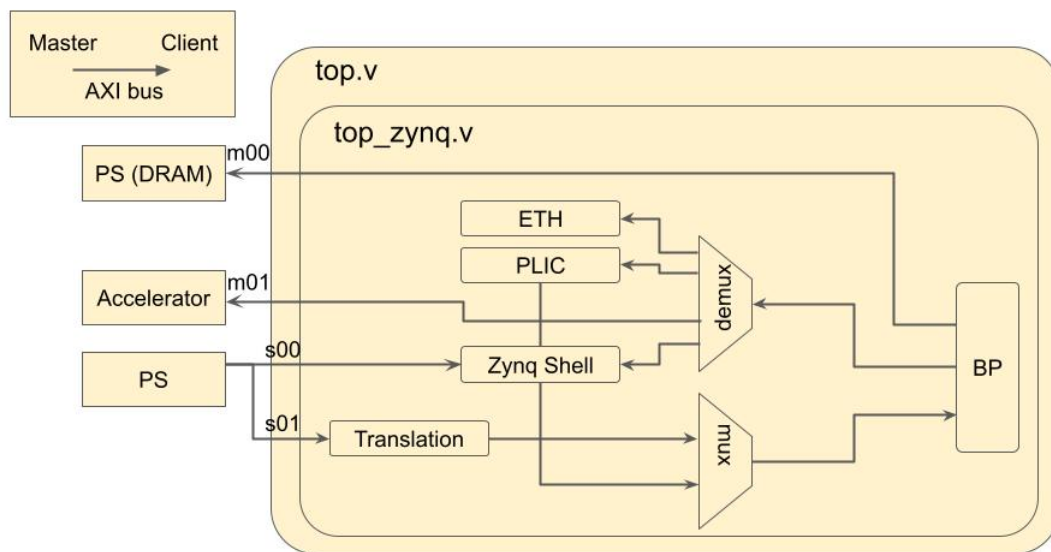 Master Client
AXI bus
top.v
top_zynq.v
m00
PS (DRAM)
ETH
PLIC
demux
m01
Accelerator
s00
Zynq Shell
PS
BP
s01
Translation
mux